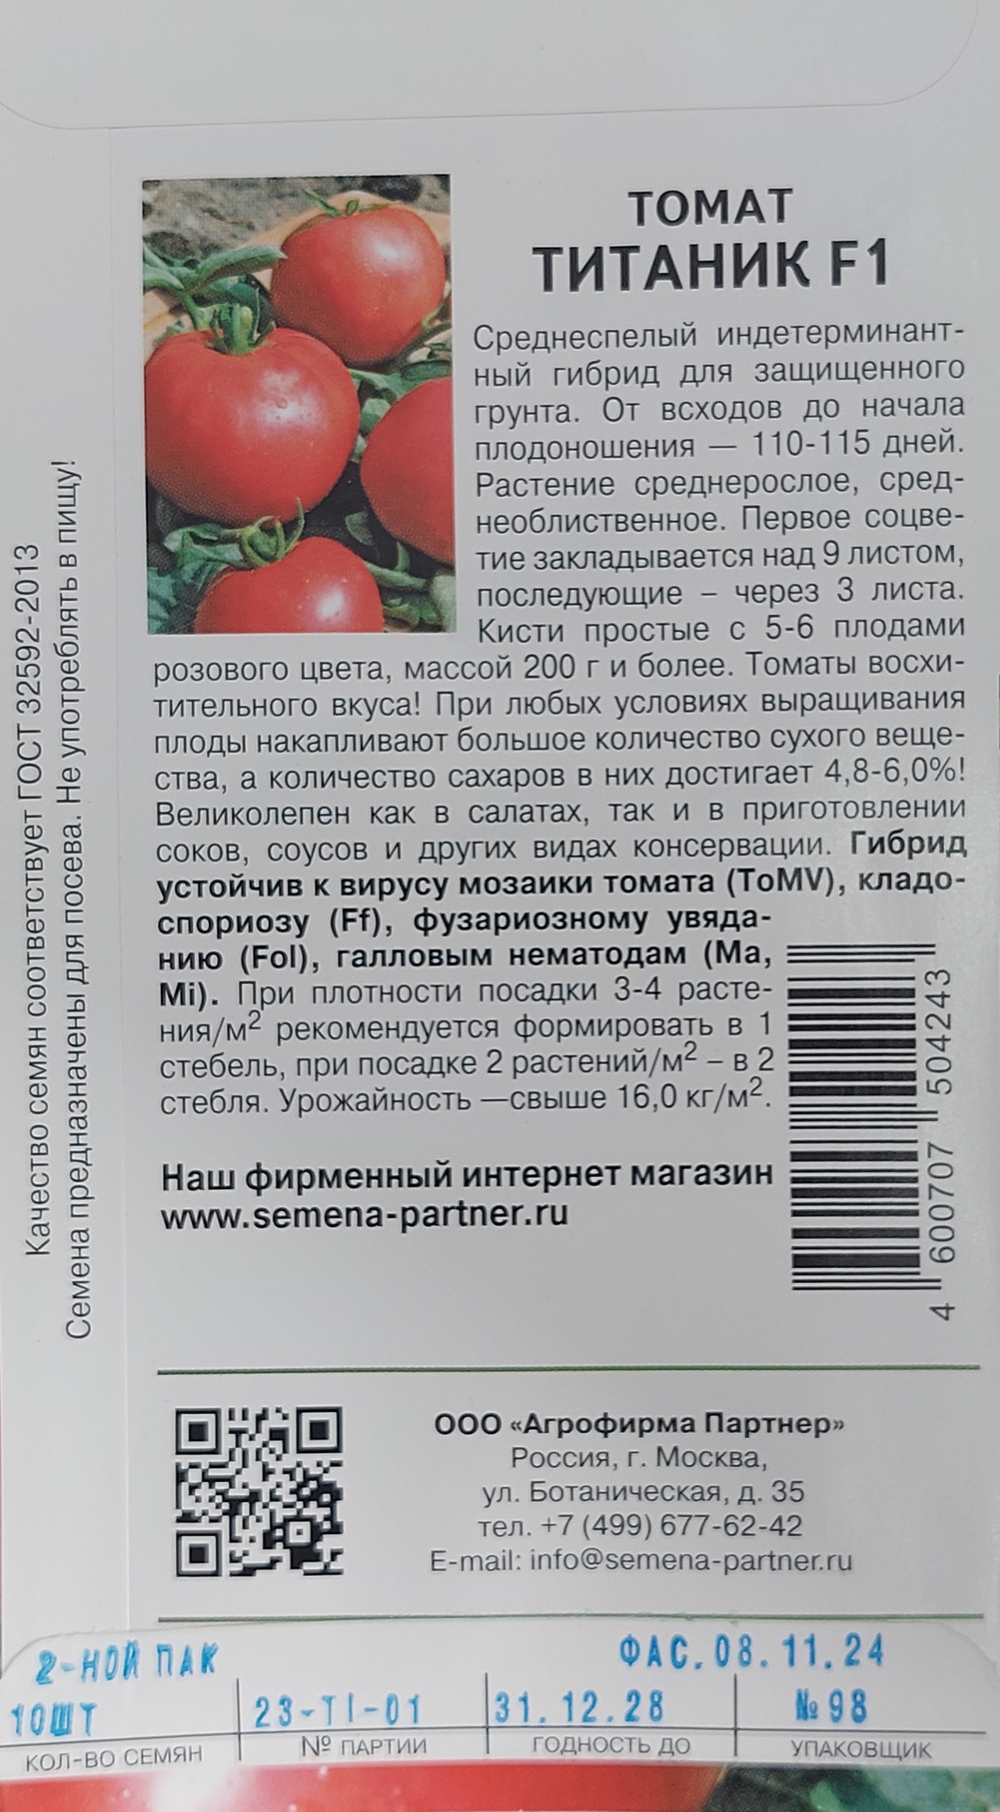 ТОМАТ
ТИТАНИК F1
Среднеспелый индетерминант-
ный гибрид для защищенного
грунта. От всходов до начала
плодоношения — 110-115 дней.
Растение среднерослое, сред-
необлиственное. Первое соцве-
тие закладывается над 9 листом,
последующие – через 3 листа.
Кисти простые с 5-6 плодами
розового цвета, массой 200 г и более. Томаты восхи-
тительного вкуса! При любых условиях выращивания
плоды накапливают большое количество сухого веще-
ства, а количество сахаров в них достигает 4,8-6,0%!
Великолепен как в салатах, так и в приготовлении
соков, соусов и других видах консервации. Гибрид
устойчив к вирусу мозаики томата (ToMV), кладо-
спориозу (Ff), фузариозному увяда-
нию (Fol), галловым нематодам (Ma,
Mi). При плотности посадки 3-4 расте-
ния/м² рекомендуется формировать в 1
стебель, при посадке 2 растений/м² – в 2
стебля. Урожайность —свыше 16,0 кг/м².
4 600707 504243
Наш фирменный интернет магазин
www.semena-partner.ru
Качество семян соответствует ГОСТ 32592-2013
Семена предназначены для посева. Не употреблять в пищу!
ООО «Агрофирма Партнер»
Россия, г. Москва,
ул. Ботаническая, д. 35
тел. +7 (499) 677-62-42
E-mail: info@semena-partner.ru
2-НОЙ ПАК ФАС.08.11.24
10ШТ 23-TI-01 31.12.28 №98
КОЛ-ВО СЕМЯН № ПАРТИИ ГОДНОСТЬ ДО УПАКОВЩИК